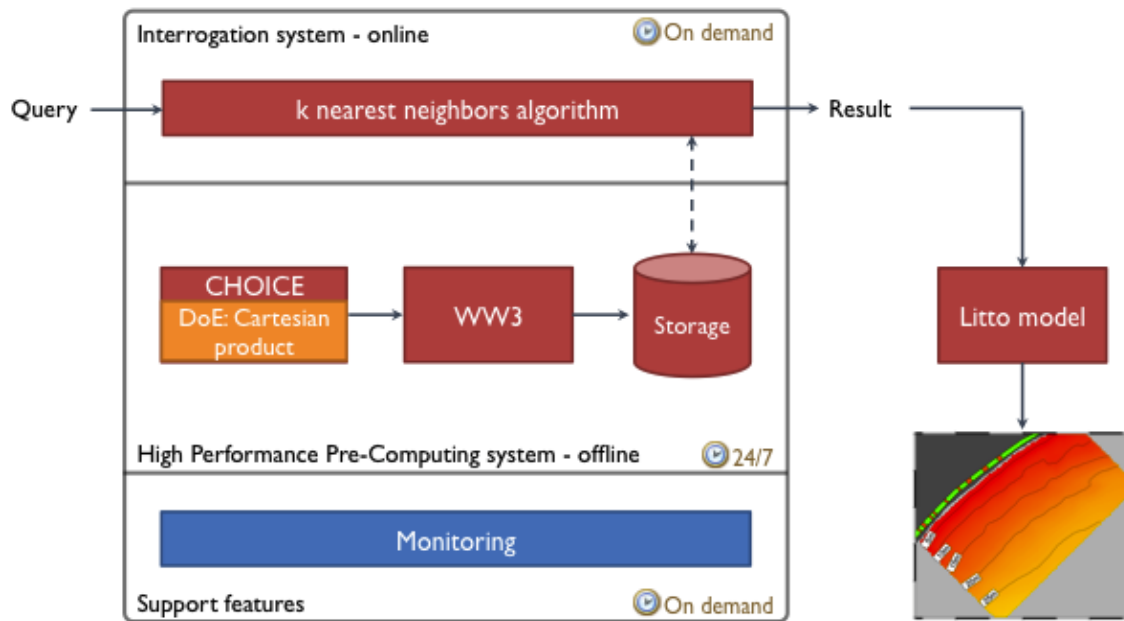 Interrogation system - online
On demand
Query
k nearest neighbors algorithm
Result
CHOICE
DoE: Cartesian
product
WW3
Storage
Litto model
High Performance Pre-Computing system - offline
24/7
Monitoring
Support features
On demand